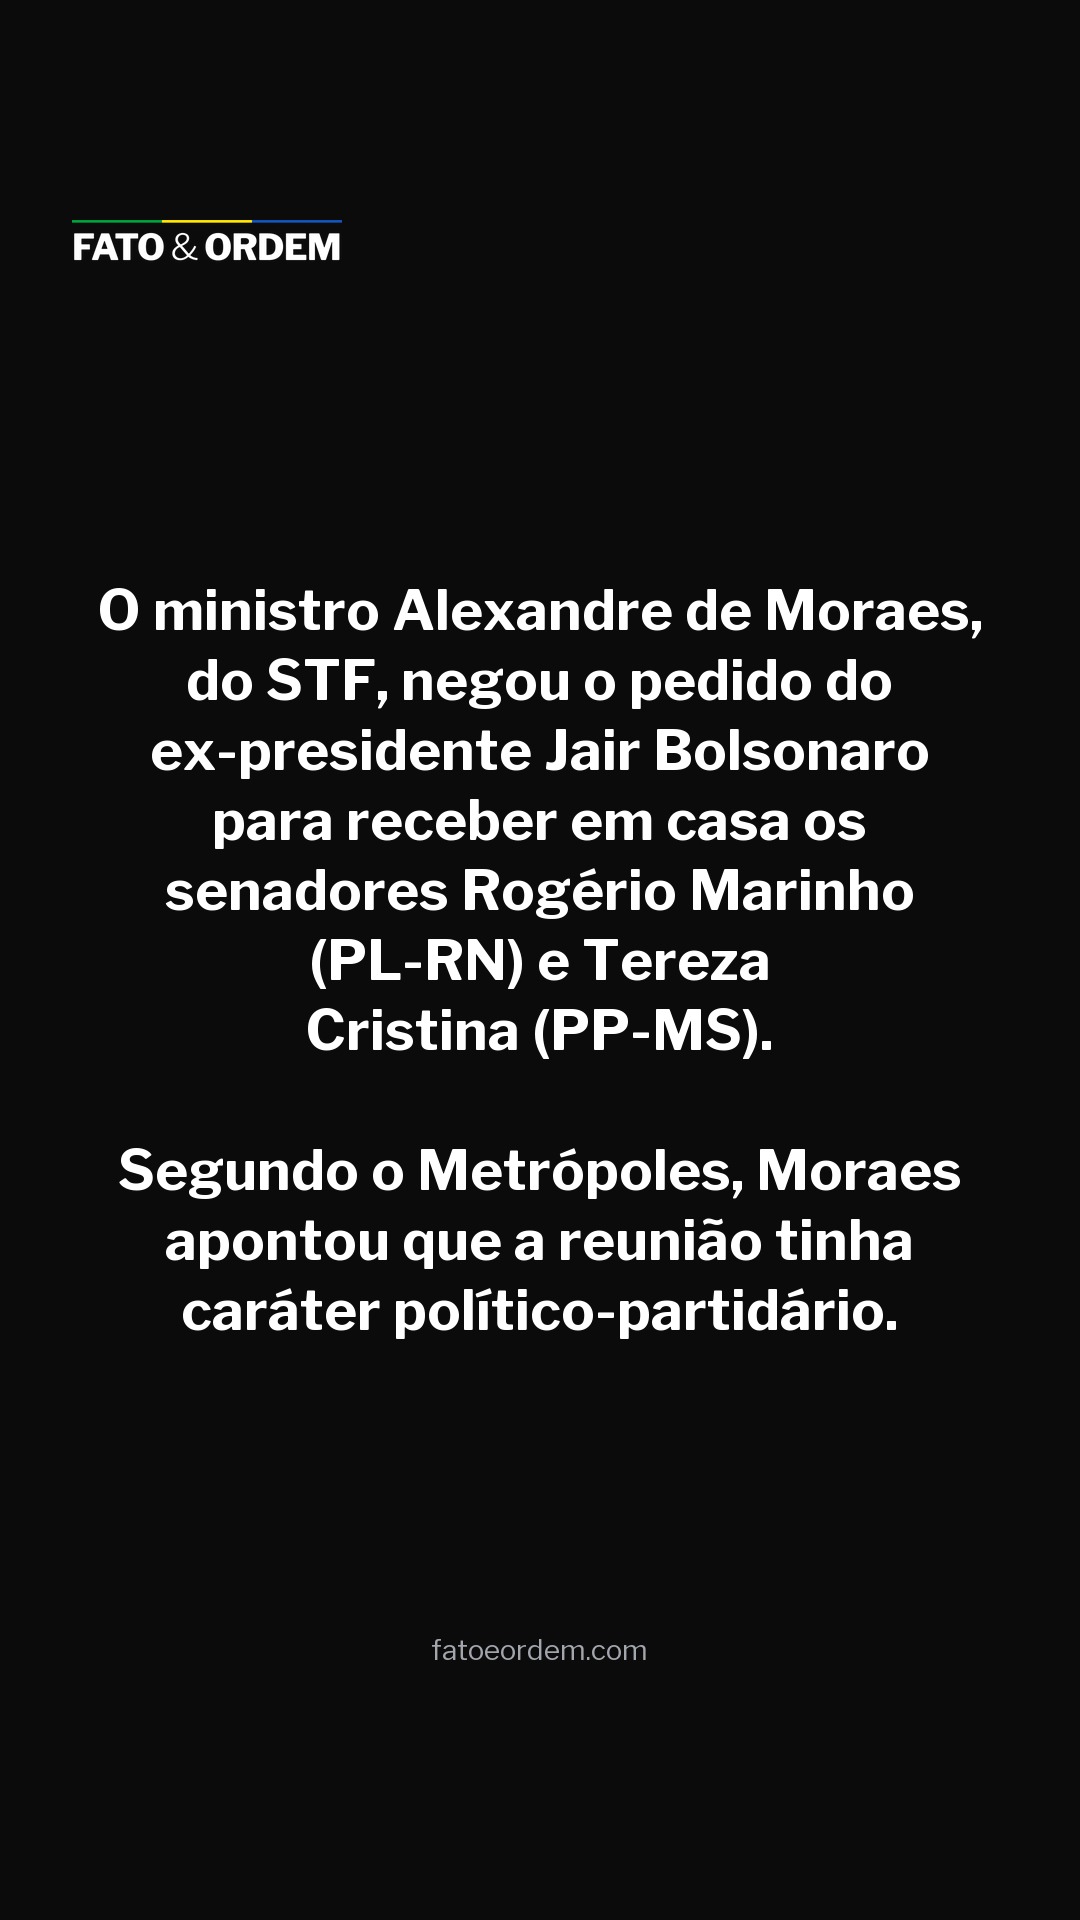 FATO & ORDEM
O ministro Alexandre de Moraes,
do STF, negou o pedido do
ex-presidente Jair Bolsonaro
para receber em casa os
senadores Rogério Marinho
(PL-RN) e Tereza
Cristina (PP-MS).
Segundo o Metrópoles, Moraes
apontou que a reunião tinha
caráter político-partidário.
fatoeordem.com